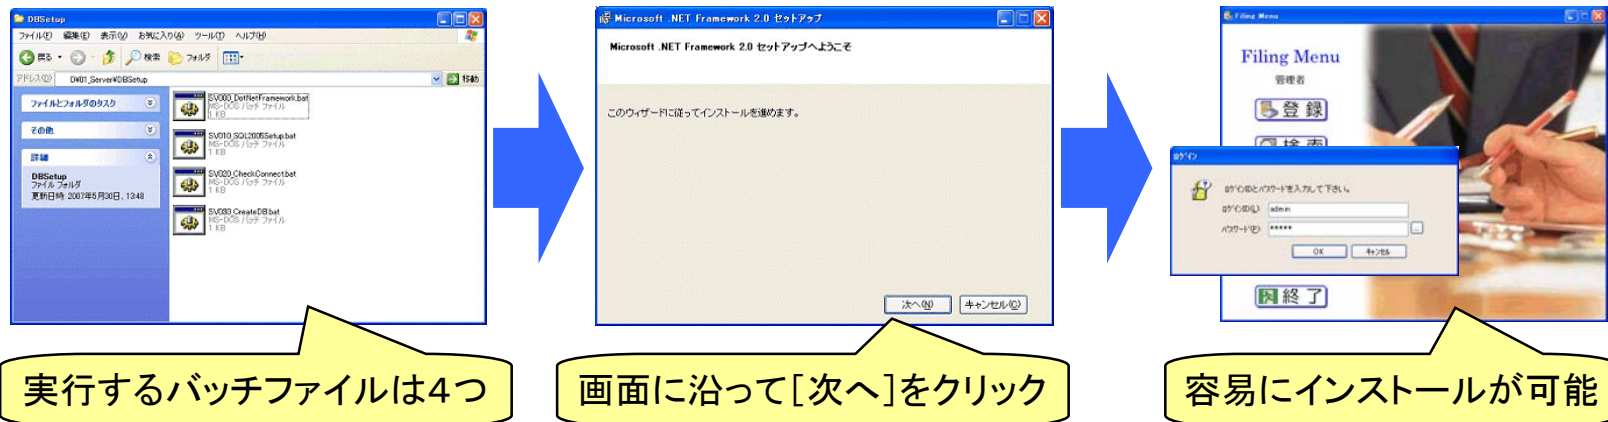 DBSetup
ファイル(F) 編集(E) 表示(V) お気に入り(A) ツール(T) ヘルプ(H)
戻る 検索 フォルダ
アドレス(D) D:¥01_Server¥DBSetup 移動
ファイルとフォルダのタスク
その他
詳細
DBSetup
ファイル フォルダ
更新日時: 2007年5月30日、13:48
SV000_DotNetFramework.bat
MS-DOS バッチ ファイル
1 KB
SV010_SQL2005Setup.bat
MS-DOS バッチ ファイル
1 KB
SV020_CheckConnect.bat
MS-DOS バッチ ファイル
1 KB
SV030_CreateDB.bat
MS-DOS バッチ ファイル
1 KB
実行するバッチファイルは4つ
Microsoft .NET Framework 2.0 セットアップ
Microsoft .NET Framework 2.0 セットアップへようこそ
このウィザードに従ってインストールを進めます。
次へ(N) キャンセル(C)
画面に沿って[次へ]をクリック
Filing Menu
Filing Menu
管理者
登録
検索
ログイン
ログインIDとパスワードを入力して下さい。
ログインID(L) admin
パスワード(P) *****
...
OK キャンセル
終了
容易にインストールが可能